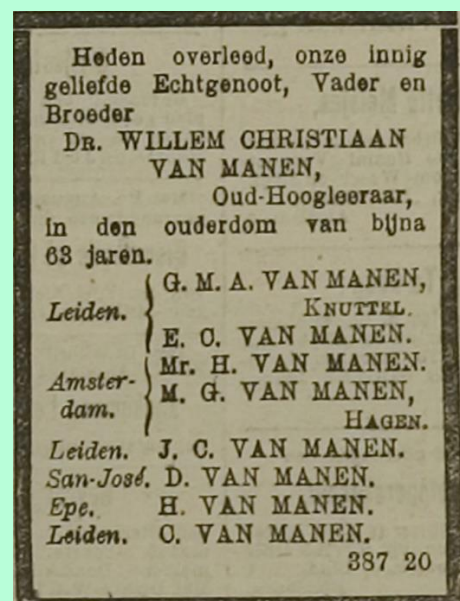 Heden overleed, onze innig
geliefde Echtgenoot, Vader en
Broeder
DR. WILLEM CHRISTIAAN
VAN MANEN,
Oud-Hoogleeraar,
in den ouderdom van bijna
63 jaren.
Leiden.
G. M. A. VAN MANEN,
KNUTTEL.
E. C. VAN MANEN.
Amster-
dam.
Mr. H. VAN MANEN.
M. G. VAN MANEN,
HAGEN.
Leiden. J. C. VAN MANEN.
San-José. D. VAN MANEN.
Epe. H. VAN MANEN.
Leiden. C. VAN MANEN.
387 20